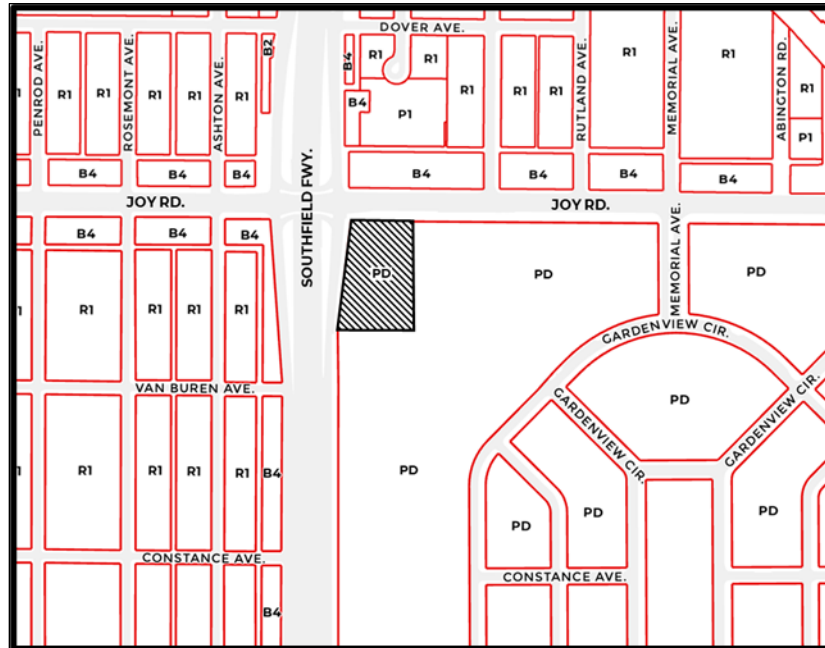 DOVER AVE.
B2
B4
R1
R1
PENROD AVE.
R1
R1
ROSEMONT AVE.
R1
R1
ASHTON AVE.
R1
R1
R1
R1
RUTLAND AVE.
R1
MEMORIAL AVE.
R1
ABINGTON RD.
R1
B4
P1
P1
B4
B4
B4
B4
B4
B4
B4
JOY RD.
JOY RD.
SOUTHFIELD FWY.
B4
B4
B4
MEMORIAL AVE.
PD
PD
PD
R1
R1
R1
R1
GARDENVIEW CIR.
VAN BUREN AVE.
GARDENVIEW CIR.
PD
GARDENVIEW CIR.
R1
R1
R1
R1
B4
PD
PD
PD
PD
CONSTANCE AVE.
CONSTANCE AVE.
B4